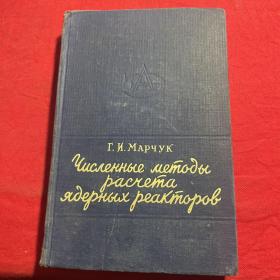 Г. И. МАРЧУК
Численные методы
расчета
ядерных реакторов